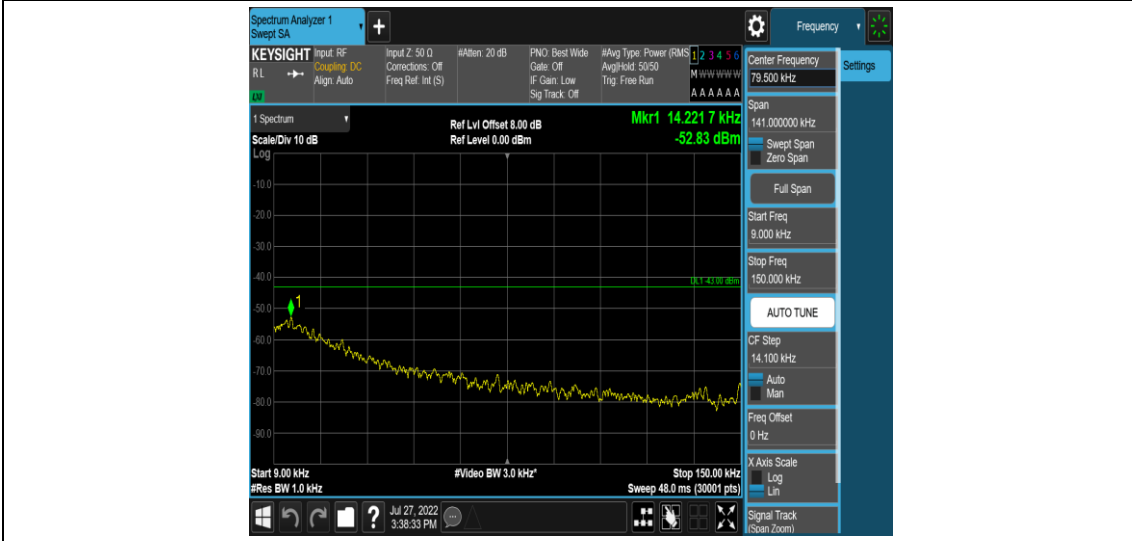 Spectrum Analyzer 1
Swept SA
+
Frequency
KEYSIGHT
RL
Input: RF
Coupling: DC
Align: Auto
Input Z: 50 Ω
Corrections: Off
Freq Ref: Int (S)
#Atten: 20 dB
PNO: Best Wide
Gate: Off
IF Gain: Low
Sig Track: Off
#Avg Type: Power (RMS
Avg|Hold: 50/50
Trig: Free Run
1 2 3 4 5 6
M W W W W W
A A A A A A
1 Spectrum
Scale/Div 10 dB
Log
Ref Lvl Offset 8.00 dB
Ref Level 0.00 dBm
Mkr1 14.221 7 kHz
-52.83 dBm
-10.0
-20.0
-30.0
-40.0
DL1 -43.00 dBm
1
-50.0
-60.0
-70.0
-80.0
-90.0
Start 9.00 kHz
#Res BW 1.0 kHz
#Video BW 3.0 kHz*
Stop 150.00 kHz
Sweep 48.0 ms (30001 pts)
?
Jul 27, 2022
3:38:33 PM
Center Frequency
79.500 kHz
Settings
Span
141.000000 kHz
Swept Span
Zero Span
Full Span
Start Freq
9.000 kHz
Stop Freq
150.000 kHz
AUTO TUNE
CF Step
14.100 kHz
Auto
Man
Freq Offset
0 Hz
X Axis Scale
Log
Lin
Signal Track
(Span Zoom)